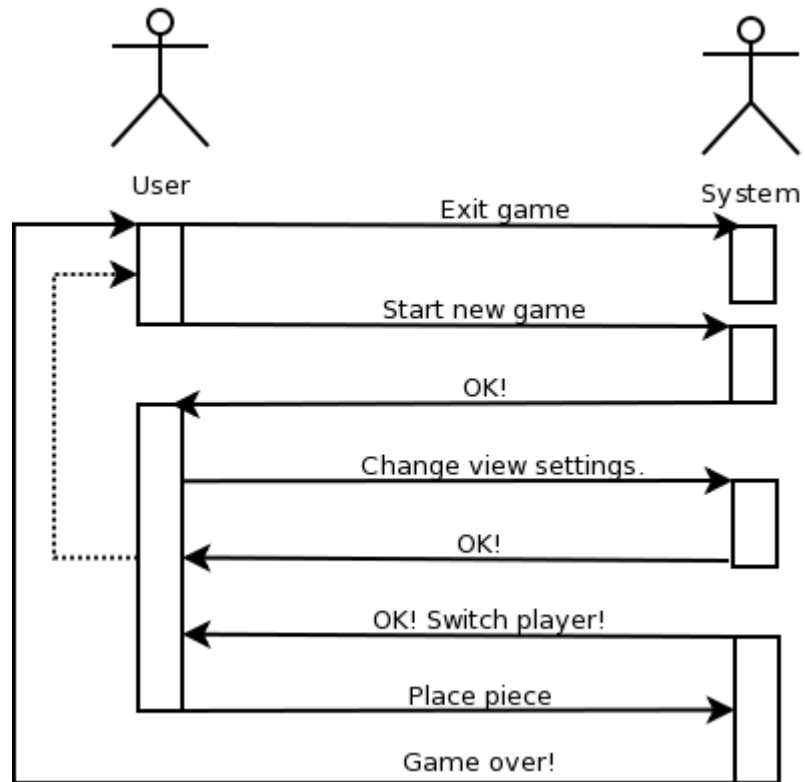 User
System
Exit game
Start new game
OK!
Change view settings.
OK!
OK! Switch player!
Place piece
Game over!